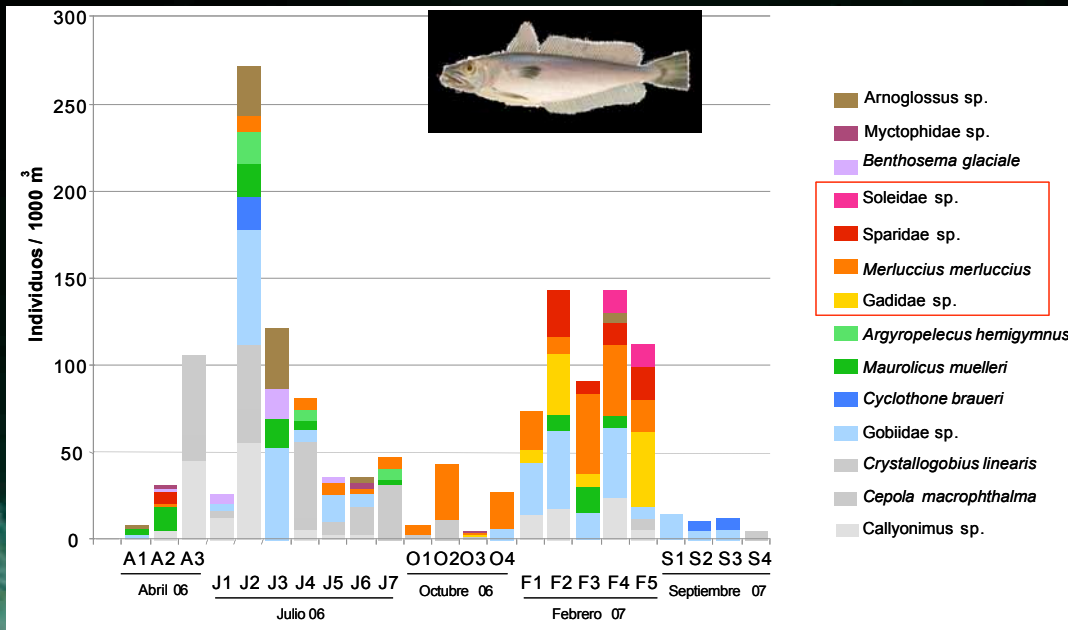 300
250
200
150
100
50
0
Individuos / 1000 m³
A1 A2 A3
Abril 06
J1 J2 J3 J4 J5 J6 J7
Julio 06
O1 O2 O3 O4
Octubre 06
F1 F2 F3 F4 F5
Febrero 07
S1 S2 S3 S4
Septiembre 07
Arnoglossus sp.
Myctophidae sp.
Benthosema glaciale
Soleidae sp.
Sparidae sp.
Merluccius merluccius
Gadidae sp.
Argyropelecus hemigymnus
Maurolicus muelleri
Cyclothone braueri
Gobiidae sp.
Crystallogobius linearis
Cepola macrophthalma
Callyonimus sp.